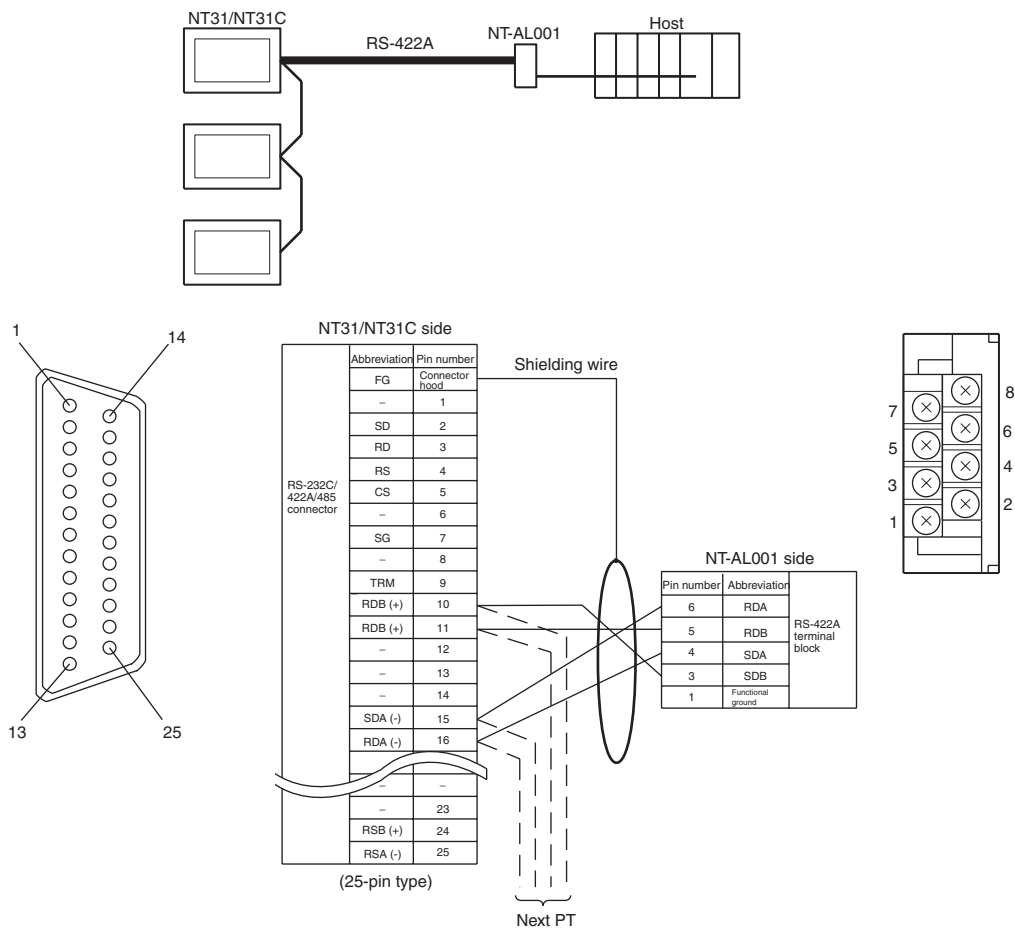 NT31/NT31C
RS-422A
NT-AL001
Host
1
14
13
25
NT31/NT31C side
Abbreviation Pin number
FG Connector hood
– 1
SD 2
RD 3
RS 4
CS 5
– 6
SG 7
– 8
TRM 9
RDB (+) 10
RDB (+) 11
– 12
– 13
– 14
SDA (-) 15
RDA (-) 16
– –
– 23
RSB (+) 24
RSA (-) 25
RS-232C/
422A/485
connector
(25-pin type)
Shielding wire
Next PT
NT-AL001 side
Pin number Abbreviation
6 RDA
5 RDB
4 SDA
3 SDB
1 Functional ground
RS-422A
terminal
block
8
7
6
5
4
3
2
1